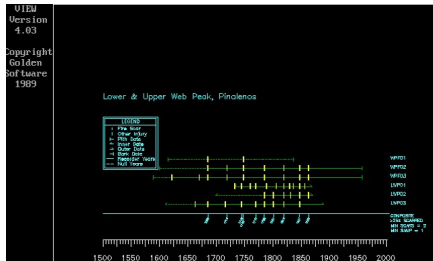 VIEW
Version
4.03
Copyright
Golden
Software
1989
Lower & Upper Web Peak, Pinalenos
LEGEND
Fire Scar
Other Injury
Pith Date
Inner Date
Outer Date
Bark Date
Recorder Years
Null Years
WPF01
WPF02
WPF03
LWP01
LWP02
LWP03
COMPOSITE
MIN SCARS = 2
MIN SAMP = 1
1500 1550 1600 1650 1700 1750 1800 1850 1900 1950 2000